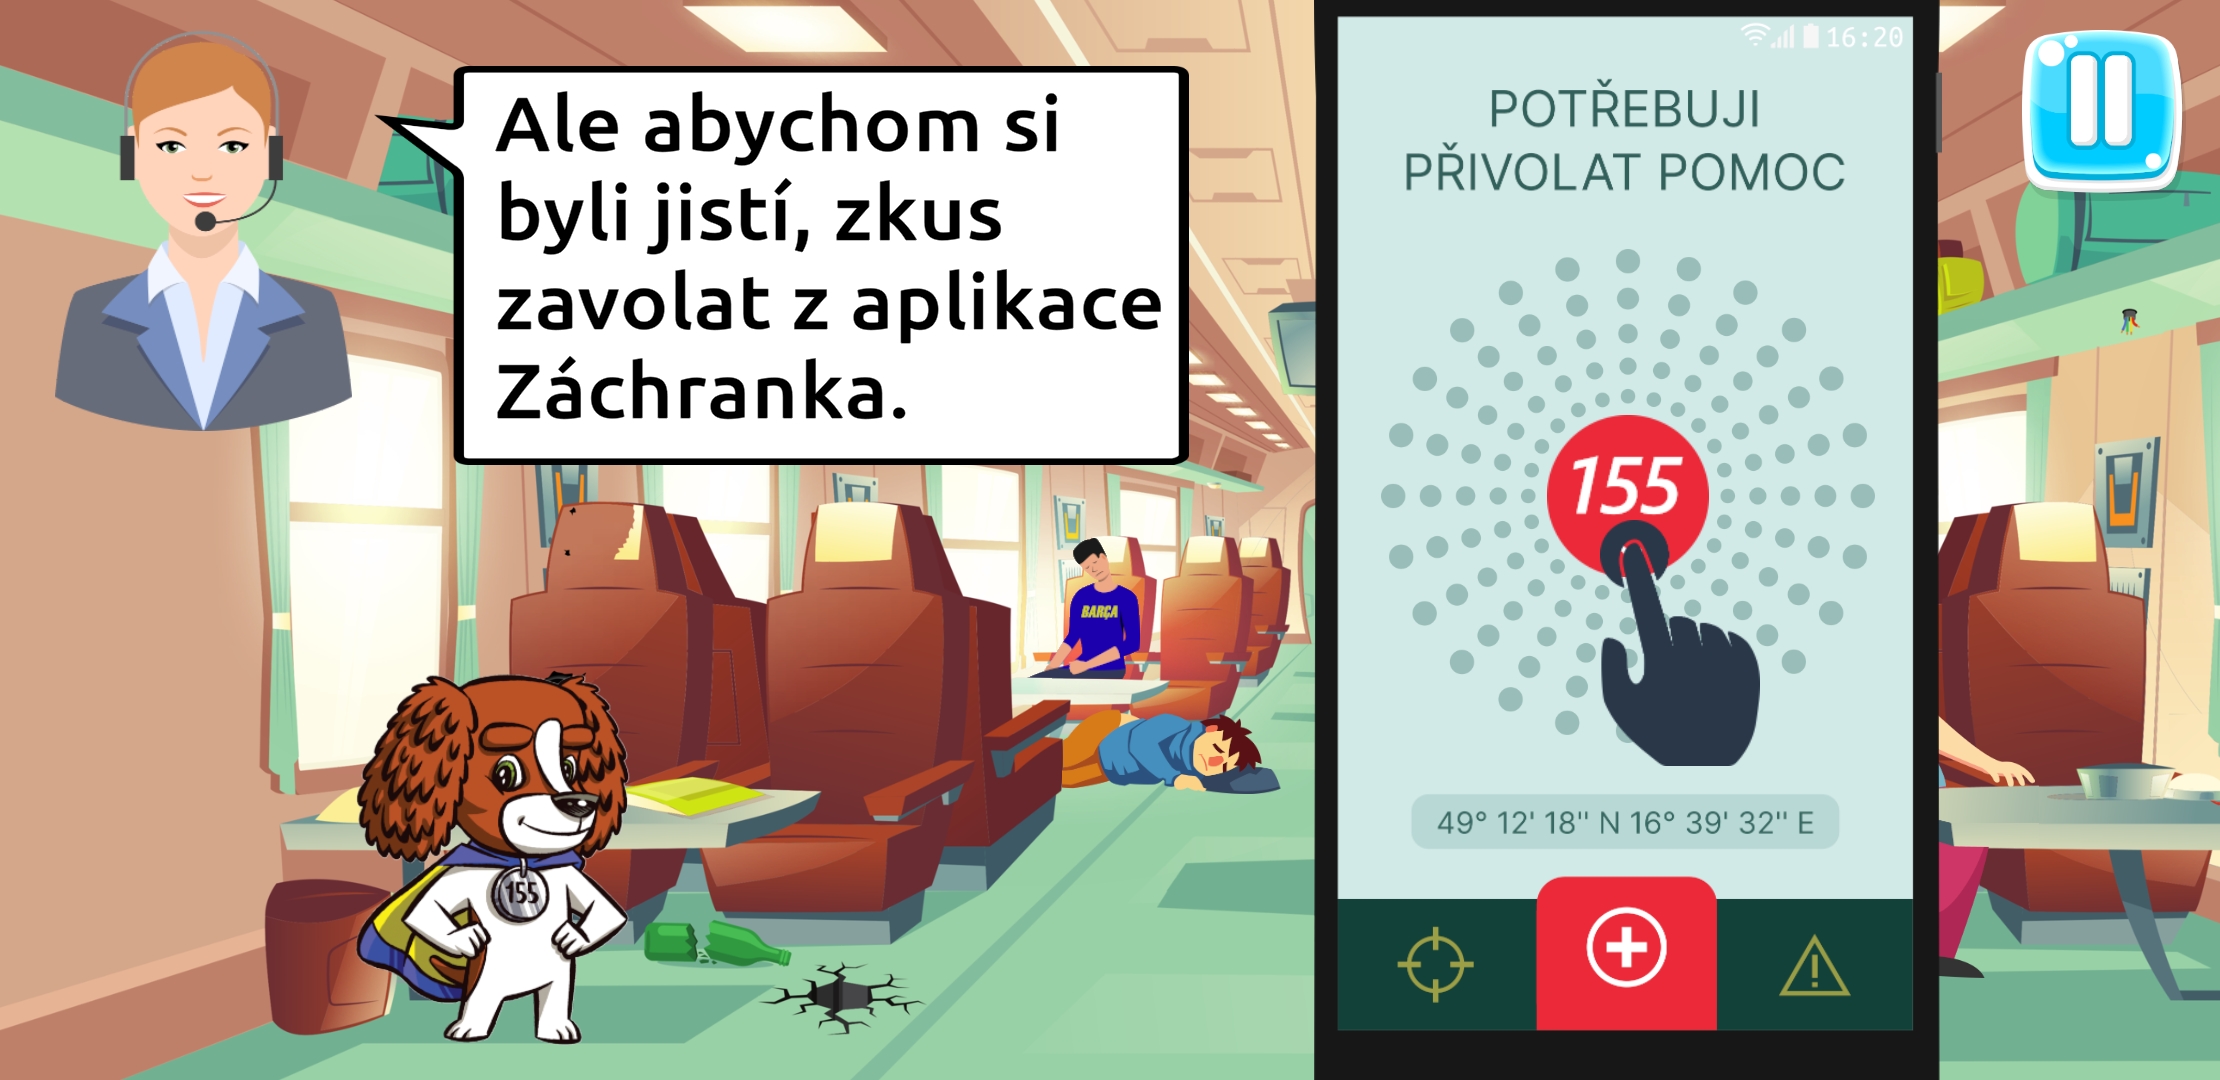 Ale abychom si
byli jistí, zkus
zavolat z aplikace
Záchranka.
16:20
POTŘEBUJI
PŘIVOLAT POMOC
155
49° 12' 18" N 16° 39' 32" E
BARÇA
155